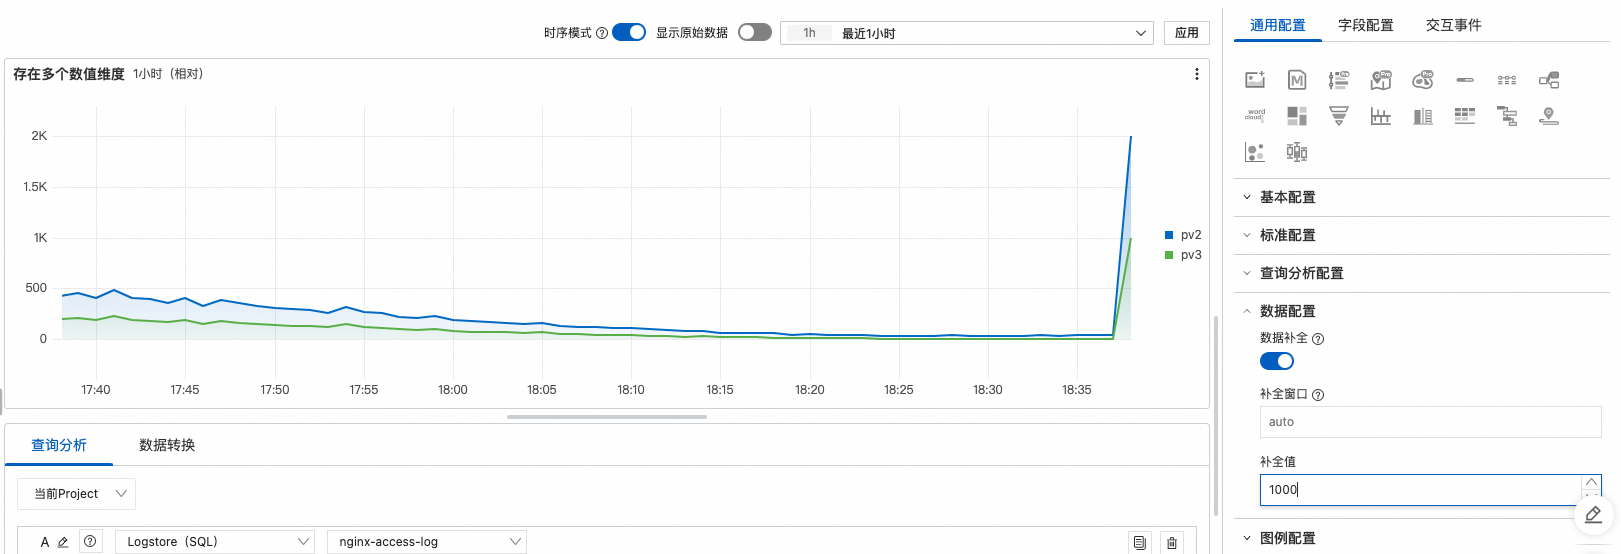 时序模式 显示原始数据 1h 最近1小时 应用
存在多个数值维度 1小时（相对）
2K
1.5K
1K
500
0
17:40 17:45 17:50 17:55 18:00 18:05 18:10 18:15 18:20 18:25 18:30 18:35
pv2
pv3
查询分析 数据转换
当前Project
A Logstore（SQL） nginx-access-log
通用配置 字段配置 交互事件
M Pro Pro Pro
word
cloud
基本配置
标准配置
查询分析配置
数据配置
数据补全
补全窗口
auto
补全值
1000
图例配置